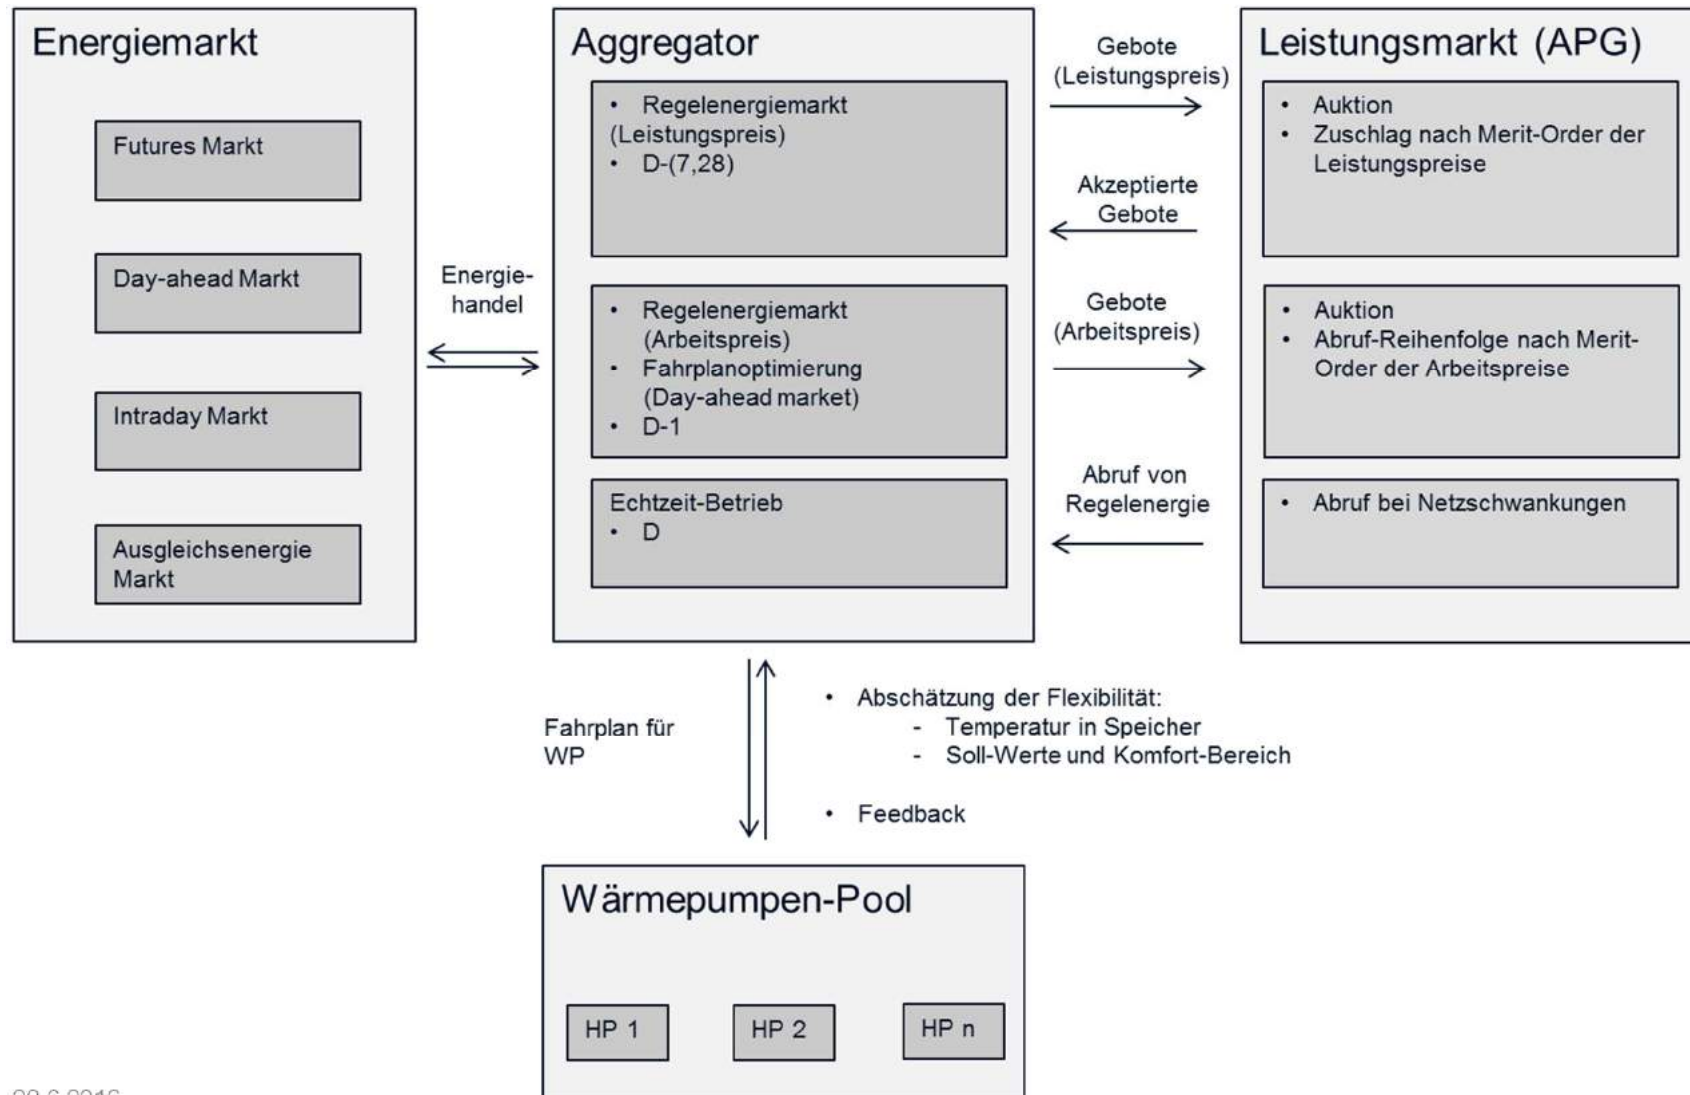 Energiemarkt
Futures Markt
Day-ahead Markt
Intraday Markt
Ausgleichsenergie
Markt
Energie-
handel
Aggregator
• Regelenergiemarkt
(Leistungspreis)
• D-(7,28)
• Regelenergiemarkt
(Arbeitspreis)
- Fahrplanoptimierung
(Day-ahead market)
• D-1
Echtzeit-Betrieb
• D
Gebote
(Leistungspreis)
Akzeptierte
Gebote
Gebote
(Arbeitspreis)
Abruf von
Regelenergie
Leistungsmarkt (APG)
• Auktion
• Zuschlag nach Merit-Order der
Leistungspreise
• Auktion
• Abruf-Reihenfolge nach Merit-
Order der Arbeitspreise
• Abruf bei Netzschwankungen
Fahrplan für
WP
• Abschätzung der Flexibilität:
- Temperatur in Speicher
- Soll-Werte und Komfort-Bereich
• Feedback
Wärmepumpen-Pool
HP 1
HP 2
HP n